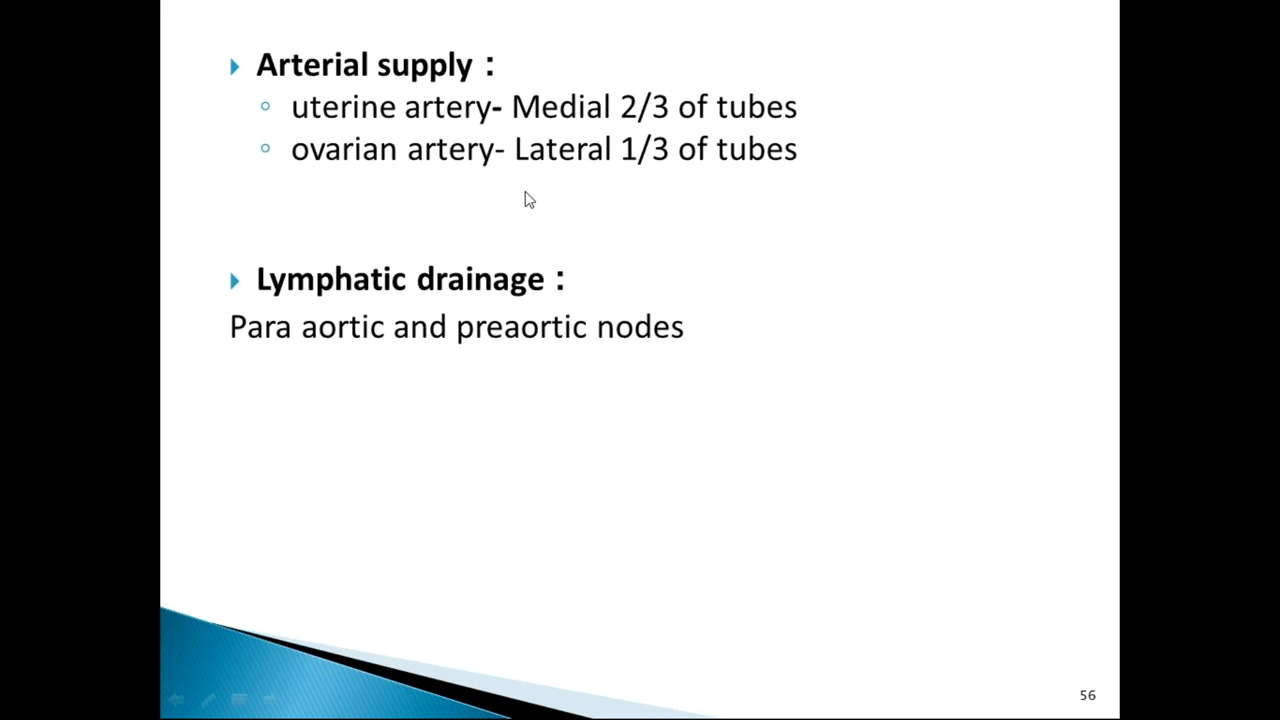 Arterial supply :
uterine artery- Medial 2/3 of tubes
ovarian artery- Lateral 1/3 of tubes
Lymphatic drainage :
Para aortic and preaortic nodes
56